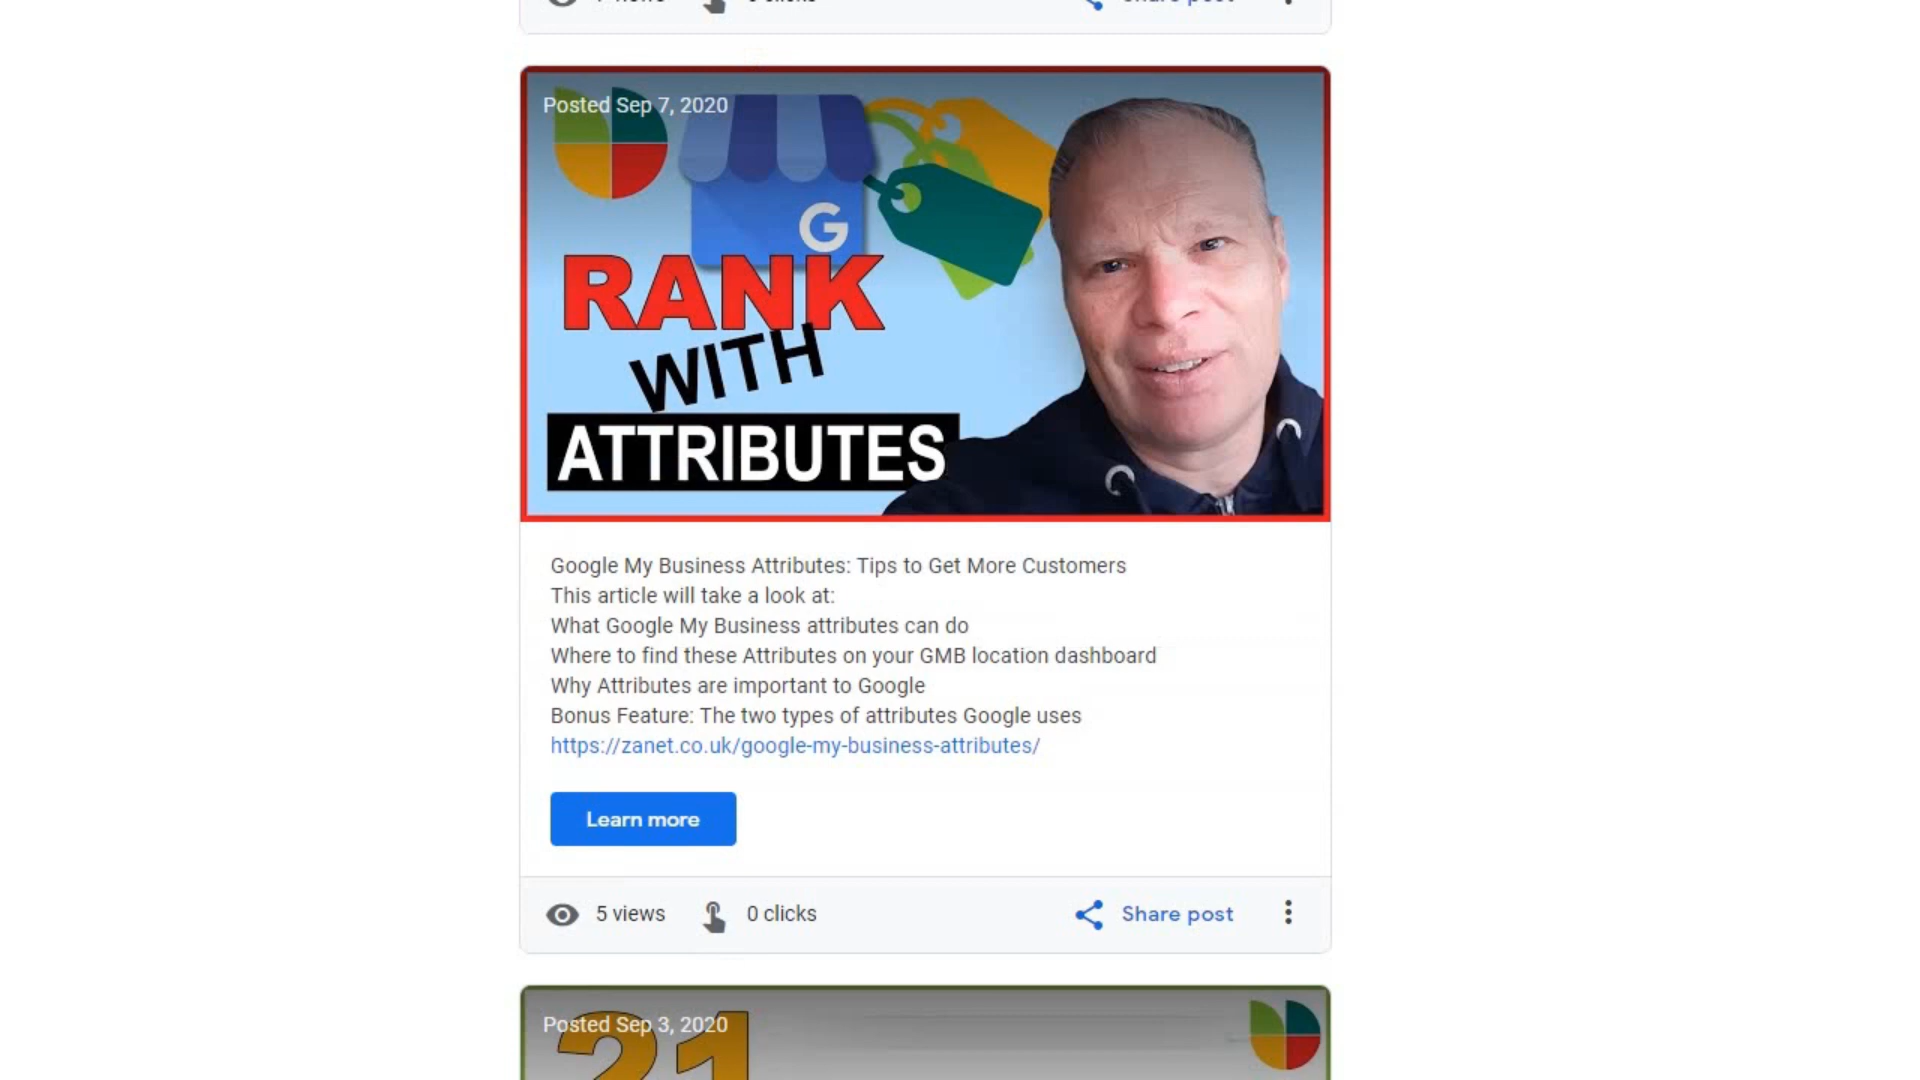 Share post
Posted Sep 7, 2020
G
RANK
WITH
ATTRIBUTES
Google My Business Attributes: Tips to Get More Customers
This article will take a look at:
What Google My Business attributes can do
Where to find these Attributes on your GMB location dashboard
Why Attributes are important to Google
Bonus Feature: The two types of attributes Google uses
https://zanet.co.uk/google-my-business-attributes/
Learn more
5 views 0 clicks Share post
Posted Sep 3, 2020
21